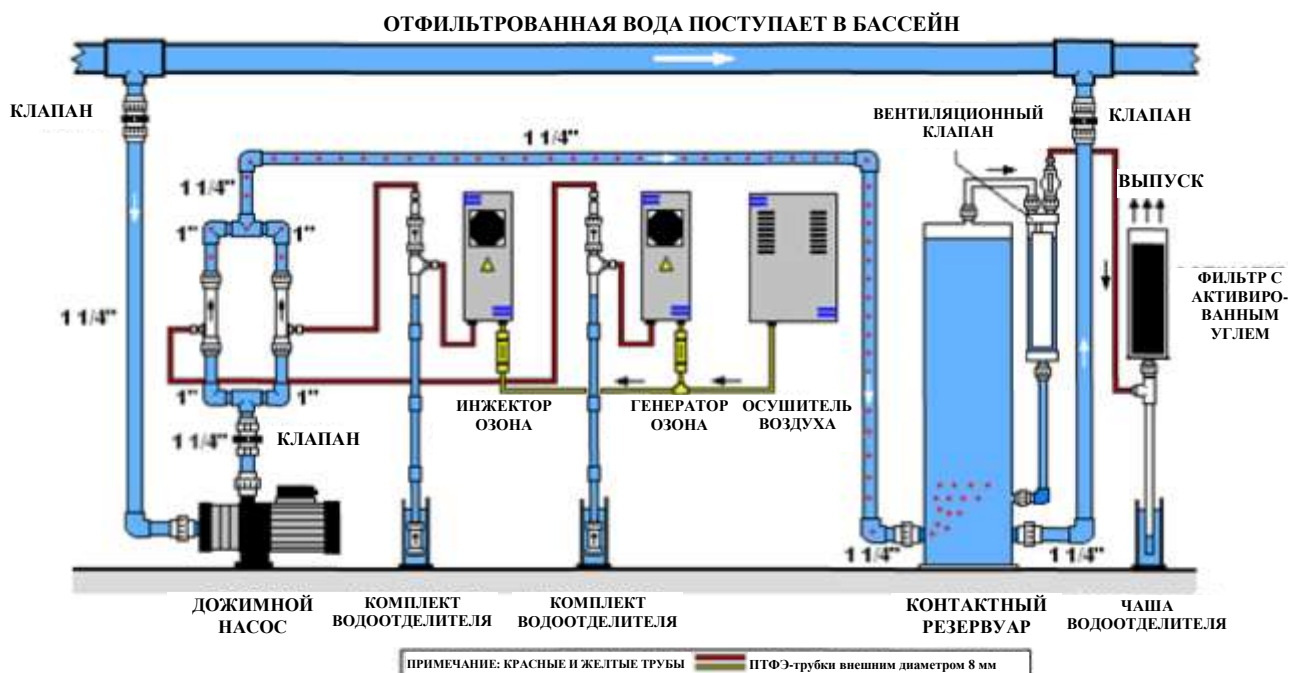 ОТФИЛЬТРОВАННАЯ ВОДА ПОСТУПАЕТ В БАССЕЙН
КЛАПАН
ВЕНТИЛЯЦИОННЫЙ
КЛАПАН
КЛАПАН
1 1/4"
1 1/4"
ВЫПУСК
1"
1"
ФИЛЬТР С
АКТИВИРО-
ВАННЫМ
УГЛЕМ
1 1/4"
1"
1"
ИНЖЕКТОР
ОЗОНА
ГЕНЕРАТОР
ОЗОНА
ОСУШИТЕЛЬ
ВОЗДУХА
1 1/4"
КЛАПАН
1 1/4"
1 1/4"
ДОЖИМНОЙ
НАСОС
КОМПЛЕКТ
ВОДООТДЕЛИТЕЛЯ
КОМПЛЕКТ
ВОДООТДЕЛИТЕЛЯ
КОНТАКТНЫЙ
РЕЗЕРВУАР
ЧАША
ВОДООТДЕЛИТЕЛЯ
ПРИМЕЧАНИЕ: КРАСНЫЕ И ЖЕЛТЫЕ ТРУБЫ ПТФЭ-трубки внешним диаметром 8 мм